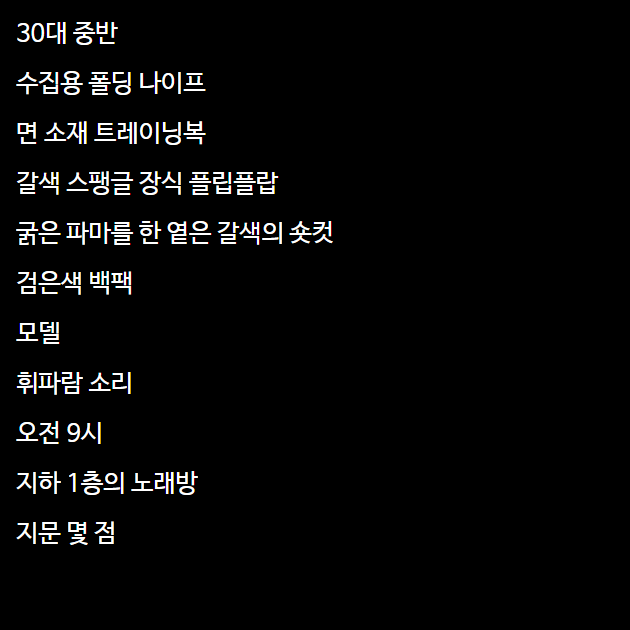 30대 중반
수집용 폴딩 나이프
면 소재 트레이닝복
갈색 스팽글 장식 플립플랍
굵은 파마를 한 옅은 갈색의 숏컷
검은색 백팩
모델
휘파람 소리
오전 9시
지하 1층의 노래방
지문 몇 점